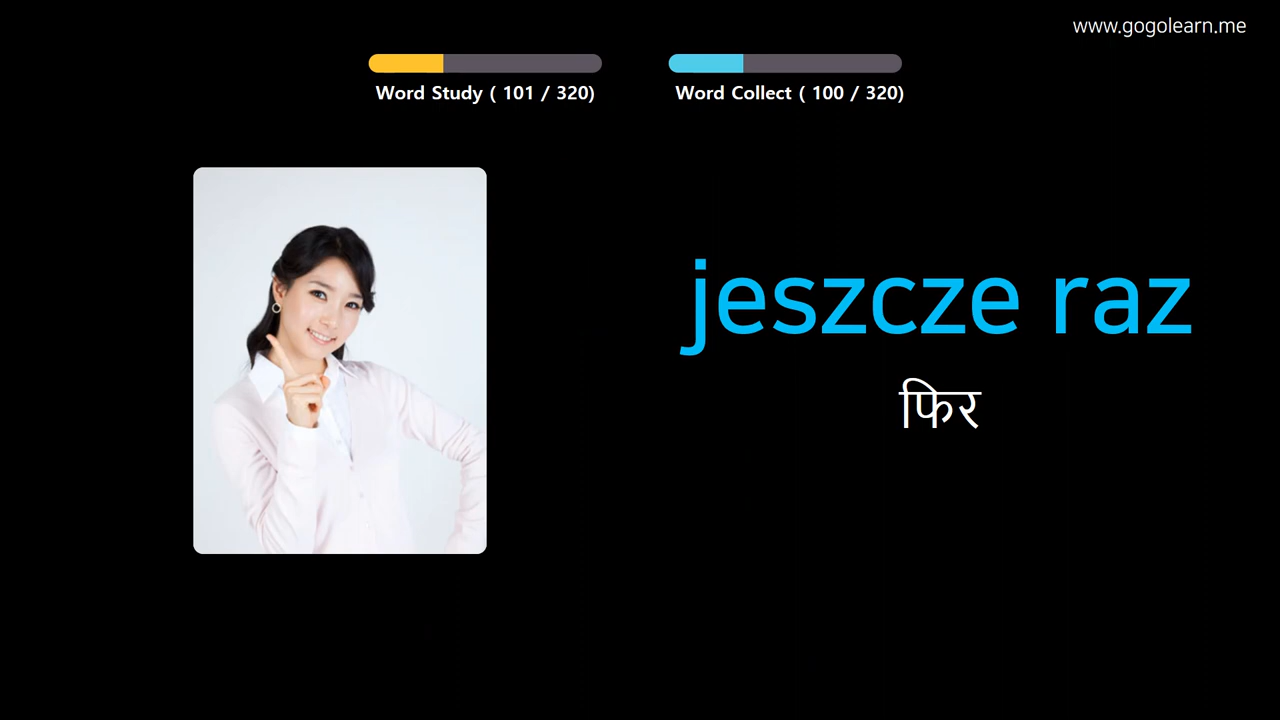 www.gogolearn.me
Word Study ( 101 / 320)
Word Collect ( 100 / 320)
jeszcze raz
फिर